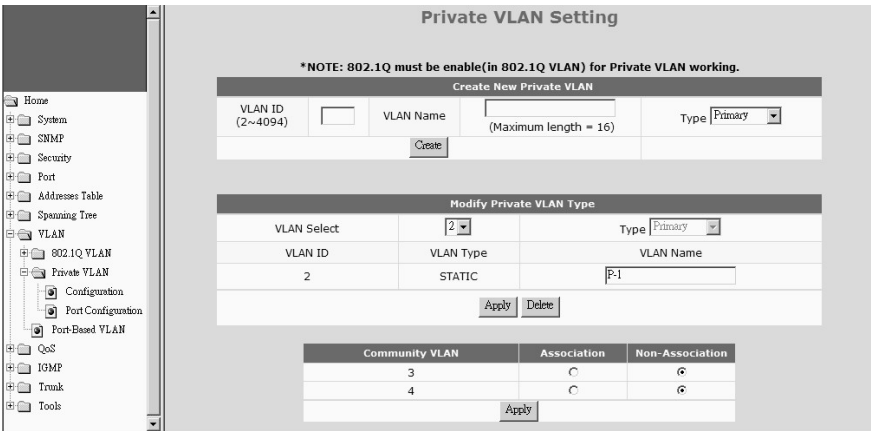 Private VLAN Setting
*NOTE: 802.1Q must be enable(in 802.1Q VLAN) for Private VLAN working.
Home
System
SNMP
Security
Port
Addresses Table
Spanning Tree
VLAN
802.1Q VLAN
Private VLAN
Configuration
Port Configuration
Port-Based VLAN
QoS
IGMP
Trunk
Tools
Create New Private VLAN
VLAN ID
(2~4094)
VLAN Name
(Maximum length = 16)
Type Primary
Create
Modify Private VLAN Type
VLAN Select 2 Type Primary
VLAN ID VLAN Type VLAN Name
2 STATIC P-1
Apply Delete
Community VLAN Association Non-Association
3
4
Apply